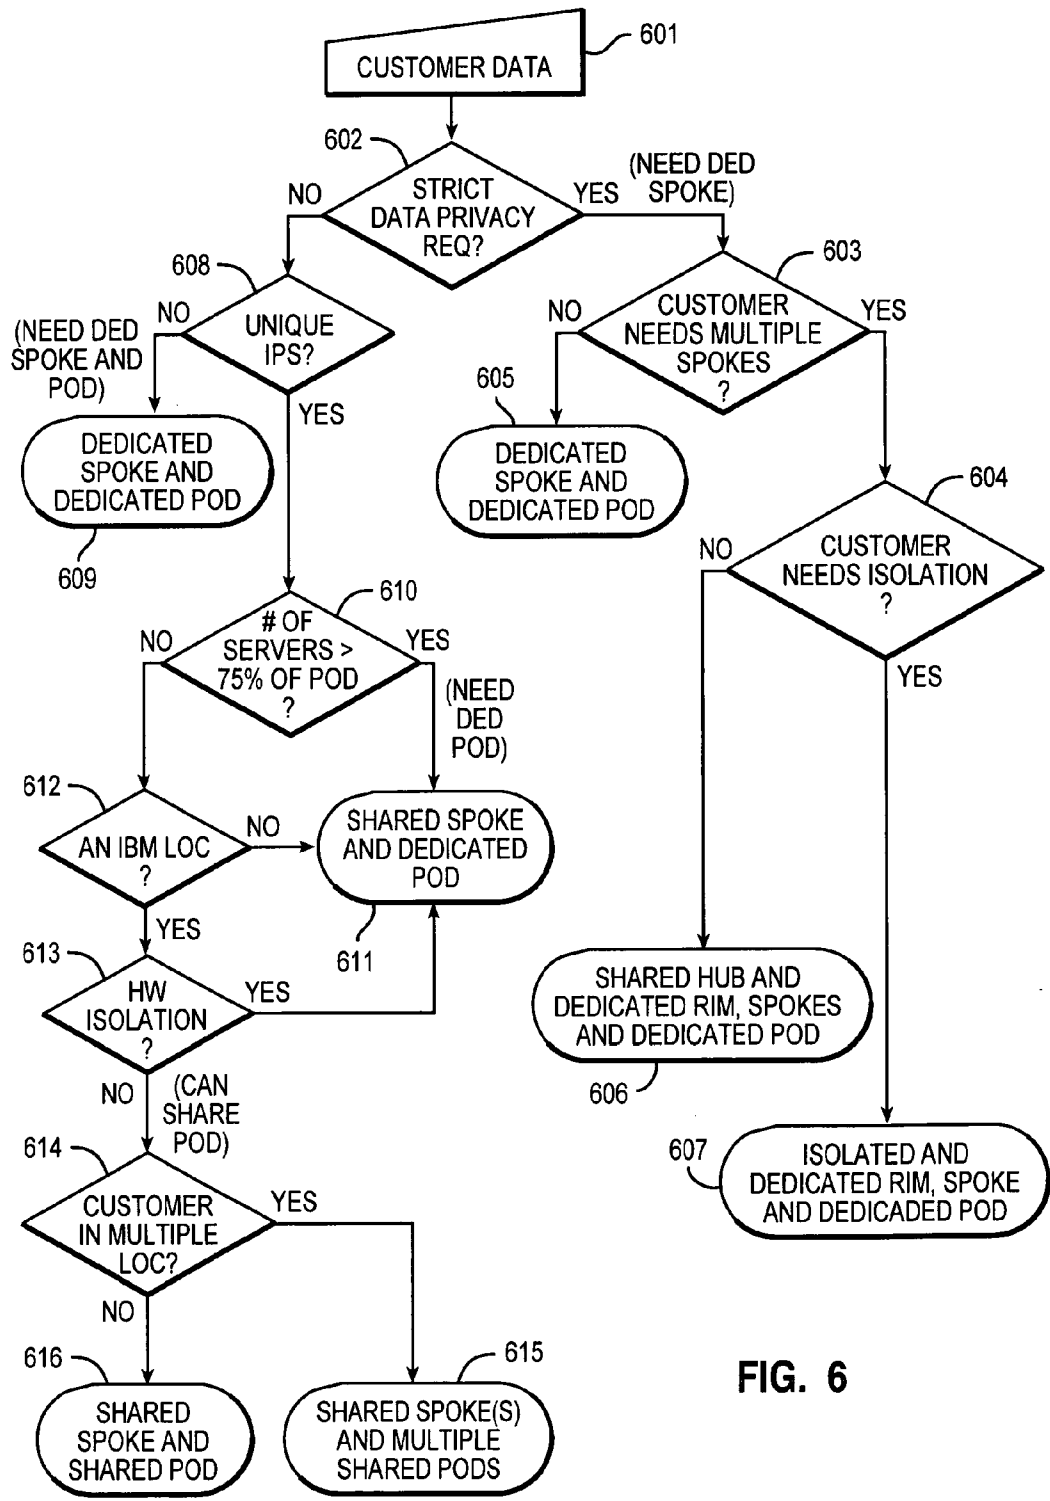 601
CUSTOMER DATA
602
STRICT
DATA PRIVACY
REQ?
NO
YES
(NEED DED
SPOKE)
603
CUSTOMER
NEEDS MULTIPLE
SPOKES
?
NO
YES
608
UNIQUE
IPS?
NO
(NEED DED
SPOKE AND
POD)
YES
DEDICATED
SPOKE AND
DEDICATED POD
609
605
DEDICATED
SPOKE AND
DEDICATED POD
604
CUSTOMER
NEEDS ISOLATION
?
NO
YES
610
# OF
SERVERS >
75% OF POD
?
NO
YES
(NEED
DED
POD)
612
AN IBM LOC
?
NO
YES
SHARED SPOKE
AND DEDICATED
POD
611
613
HW
ISOLATION
?
YES
NO
(CAN
SHARE
POD)
SHARED HUB AND
DEDICATED RIM, SPOKES
AND DEDICATED POD
606
607
ISOLATED AND
DEDICATED RIM, SPOKE
AND DEDICADED POD
614
CUSTOMER
IN MULTIPLE
LOC?
YES
NO
616
SHARED
SPOKE AND
SHARED POD
615
SHARED SPOKE(S)
AND MULTIPLE
SHARED PODS
FIG. 6